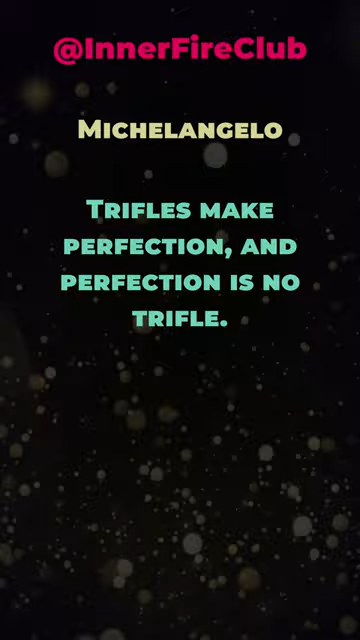 @InnerFireClub
Michelangelo
Trifles make
perfection, and
perfection is no
trifle.